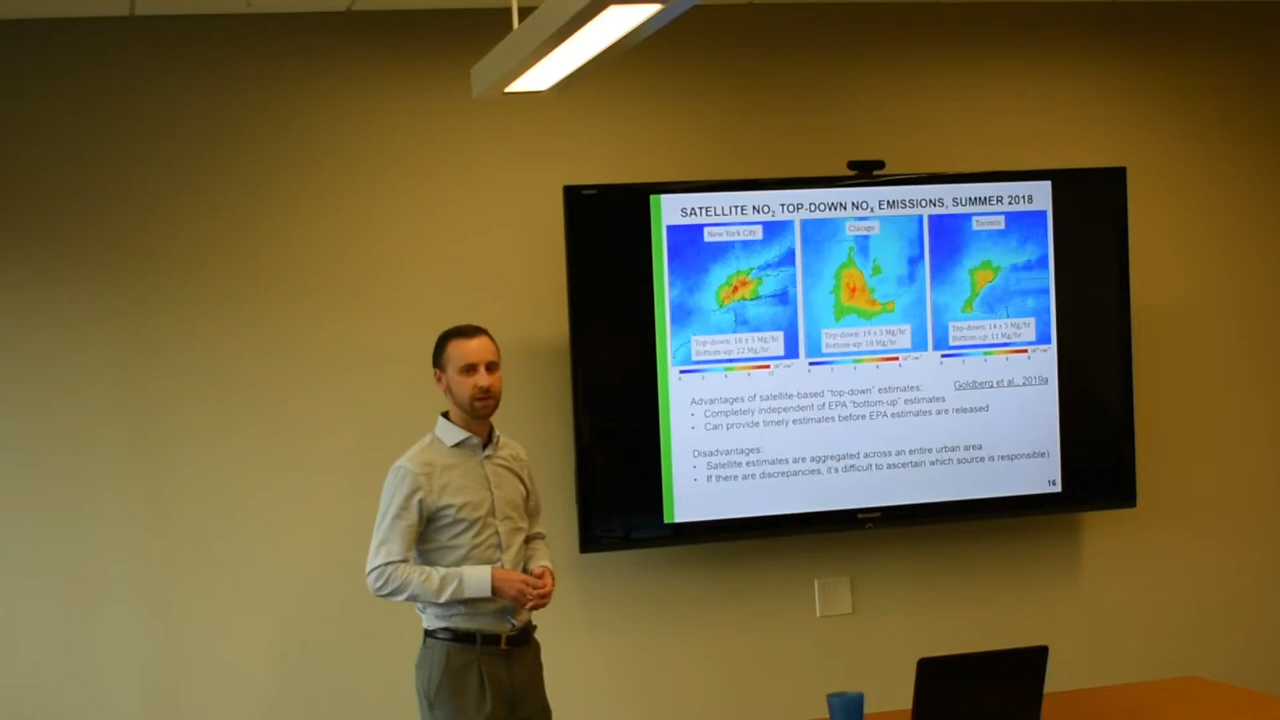 SATELLITE NO₂ TOP-DOWN NOₓ EMISSIONS, SUMMER 2018
New York City
Chicago
Toronto
Top-down: 18 ± 5 Mg/hr
Bottom-up: 22 Mg/hr
Top-down: 19 ± 5 Mg/hr
Bottom-up: 18 Mg/hr
Top-down: 14 ± 5 Mg/hr
Bottom-up: 11 Mg/hr
Goldberg et al., 2019a
Advantages of satellite-based "top-down" estimates:
• Completely independent of EPA "bottom-up" estimates
• Can provide timely estimates before EPA estimates are released
Disadvantages:
• Satellite estimates are aggregated across an entire urban area
• If there are discrepancies, it's difficult to ascertain which source is responsible)
16
SHARP